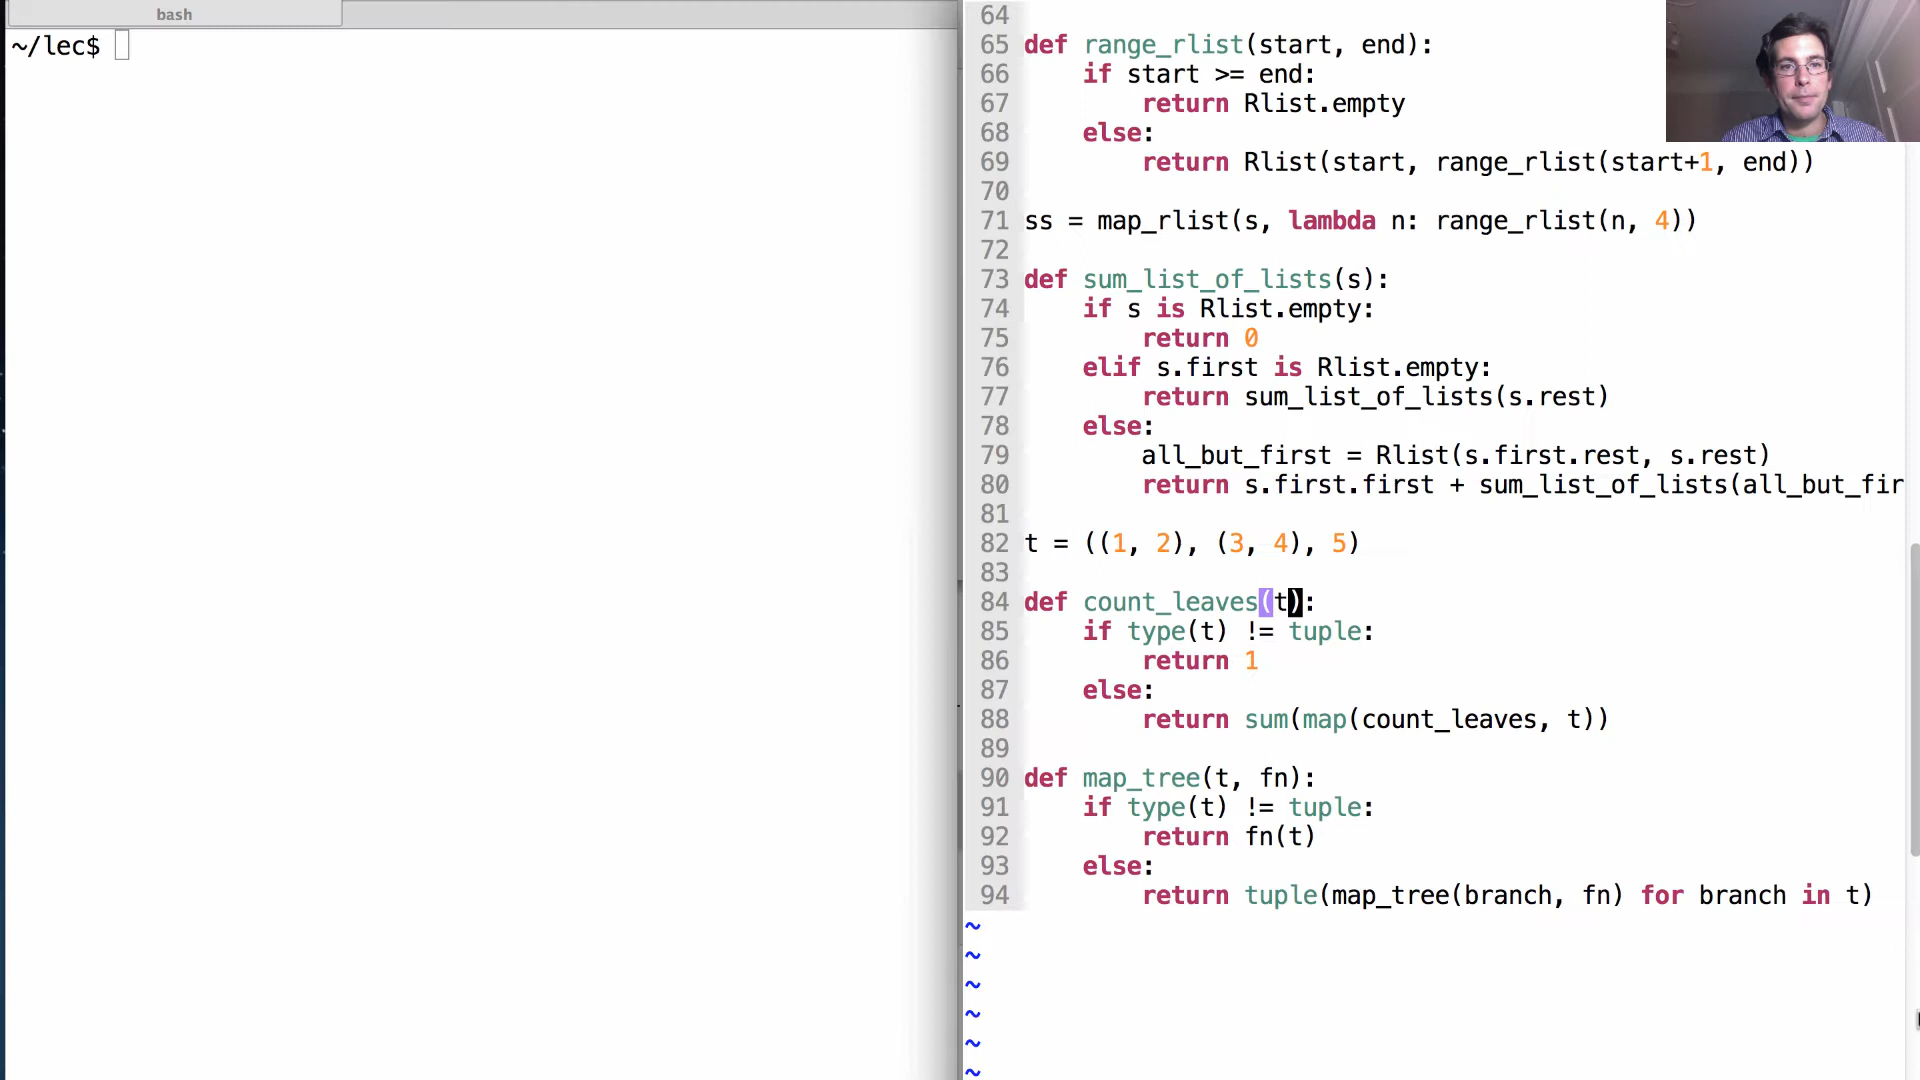 bash
~/lec$
64
65 def range_rlist(start, end):
66     if start >= end:
67         return Rlist.empty
68     else:
69         return Rlist(start, range_rlist(start+1, end))
70
71 ss = map_rlist(s, lambda n: range_rlist(n, 4))
72
73 def sum_list_of_lists(s):
74     if s is Rlist.empty:
75         return 0
76     elif s.first is Rlist.empty:
77         return sum_list_of_lists(s.rest)
78     else:
79         all_but_first = Rlist(s.first.rest, s.rest)
80         return s.first.first + sum_list_of_lists(all_but_fir
81
82 t = ((1, 2), (3, 4), 5)
83
84 def count_leaves(t):
85     if type(t) != tuple:
86         return 1
87     else:
88         return sum(map(count_leaves, t))
89
90 def map_tree(t, fn):
91     if type(t) != tuple:
92         return fn(t)
93     else:
94         return tuple(map_tree(branch, fn) for branch in t)
~
~
~
~
~
~